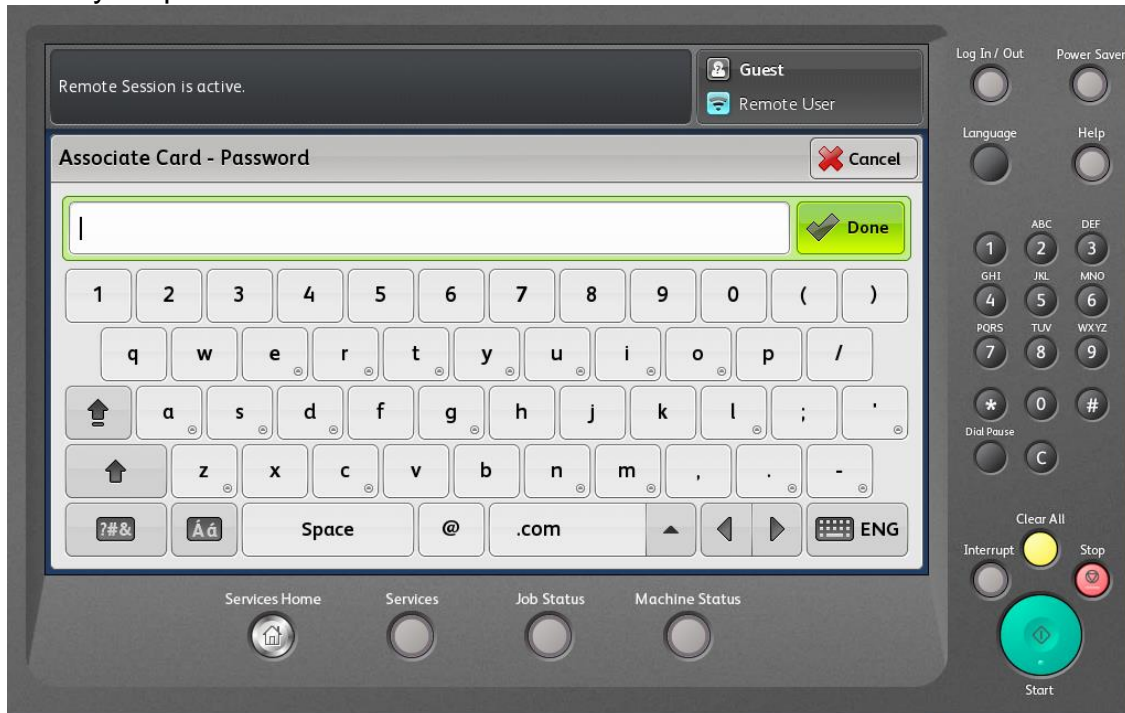 Log In / Out Power Saver
Remote Session is active.
Guest
Remote User
Language Help
Associate Card - Password
Cancel
Done
1 2 3 4 5 6 7 8 9 0 ( )
q w e r t y u i o p /
a s d f g h j k l ; '
z x c v b n m , . -
?#& Áá Space @ .com ENG
ABC DEF
1 2 3
GHI JKL MNO
4 5 6
PQRS TUV WXYZ
7 8 9
* 0 #
Dial Pause
C
Clear All
Interrupt Stop
Services Home Services Job Status Machine Status
Start